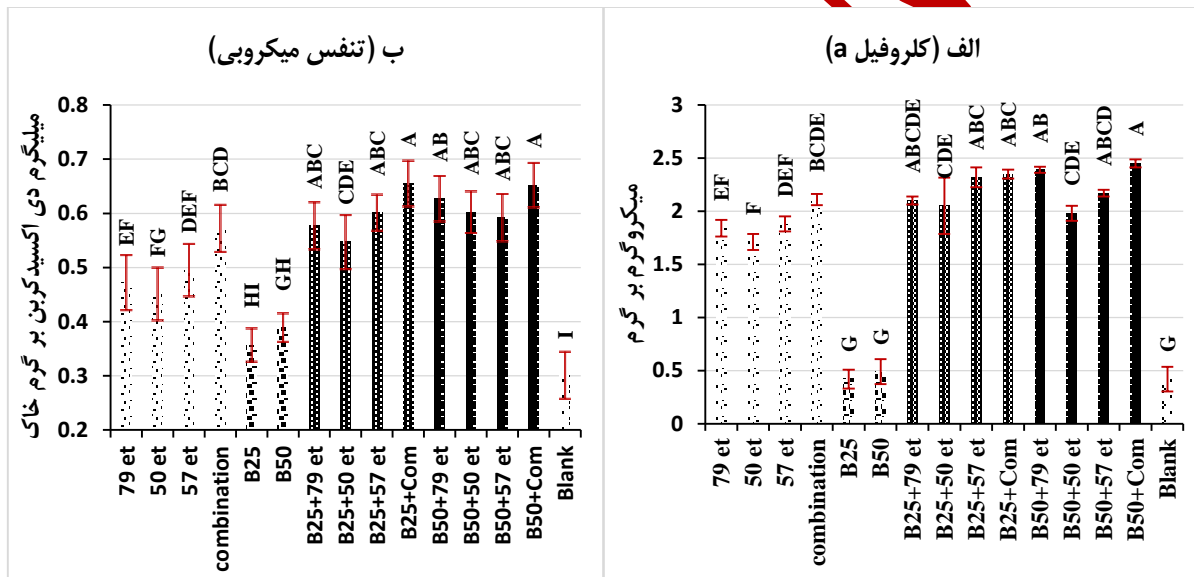 الف (کلروفیل a)
میکروگرم بر گرم
3
2.5
2
1.5
1
0.5
0
EF
F
DEF
BCDE
G
G
ABCDE
CDE
ABC
ABC
AB
CDE
ABCD
A
G
79 et
50 et
57 et
combination
B25
B50
B25+79 et
B25+50 et
B25+57 et
B25+Com
B50+79 et
B50+50 et
B50+57 et
B50+Com
Blank
ب (تنفس میکروبی)
میلیگرم دی اکسیدکربن بر گرم خاک
0.8
0.7
0.6
0.5
0.4
0.3
0.2
EF
FG
DEF
BCD
HI
GH
ABC
CDE
ABC
A
AB
ABC
ABC
A
I
79 et
50 et
57 et
combination
B25
B50
B25+79 et
B25+50 et
B25+57 et
B25+Com
B50+79 et
B50+50 et
B50+57 et
B50+Com
Blank